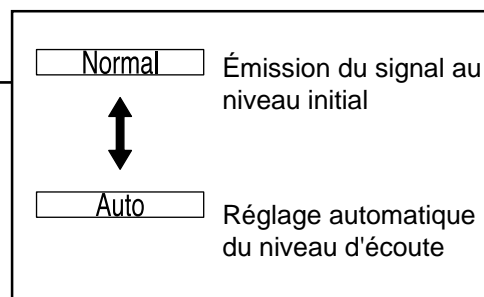 Normal
Émission du signal au
niveau initial
Auto
Réglage automatique
du niveau d'écoute